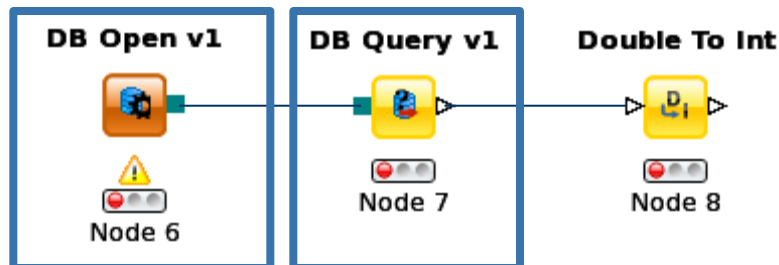 DB Open v1
DB Query v1
Double To Int
?
D
I
Node 6
Node 7
Node 8